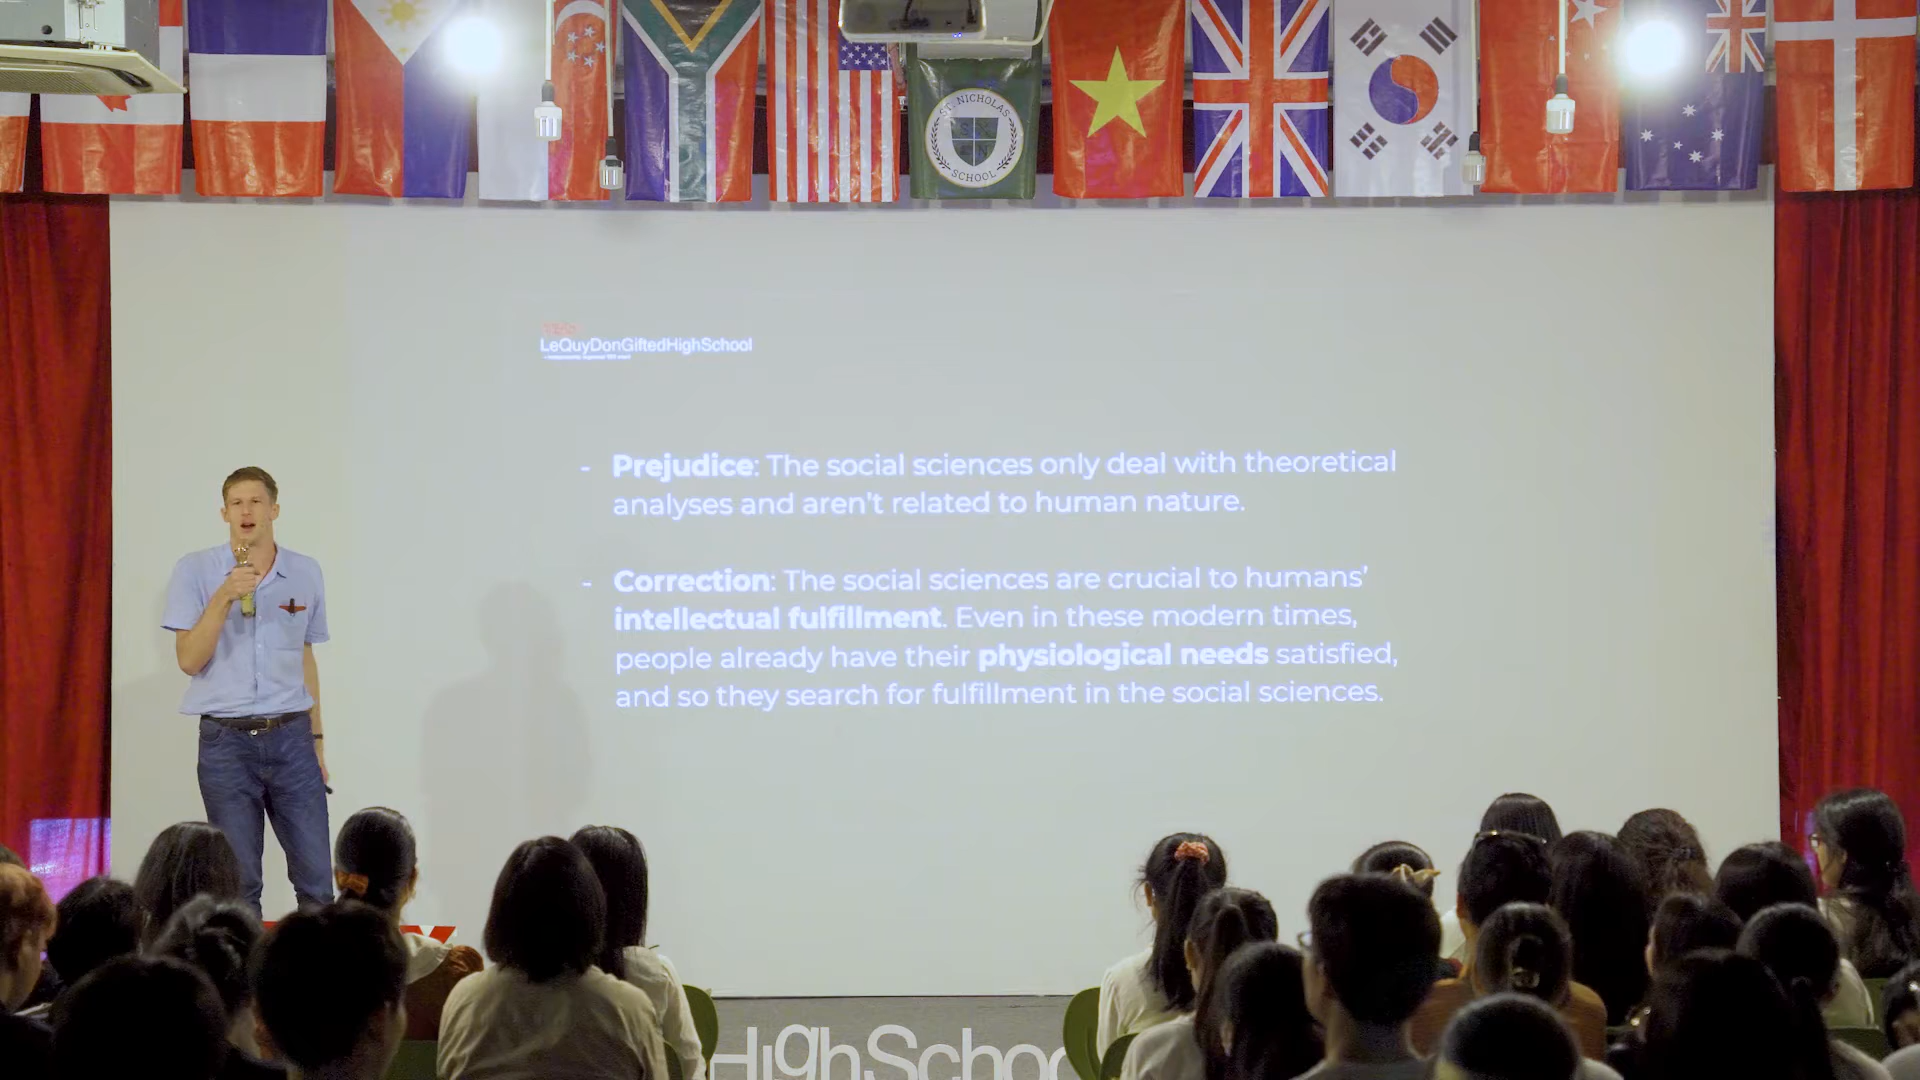 ST. NICHOLAS
SCHOOL
LeQuyDonGiftedHighSchool
- Prejudice: The social sciences only deal with theoretical
analyses and aren't related to human nature.
- Correction: The social sciences are crucial to humans'
intellectual fulfillment. Even in these modern times,
people already have their physiological needs satisfied,
and so they search for fulfillment in the social sciences.
HighSchoo